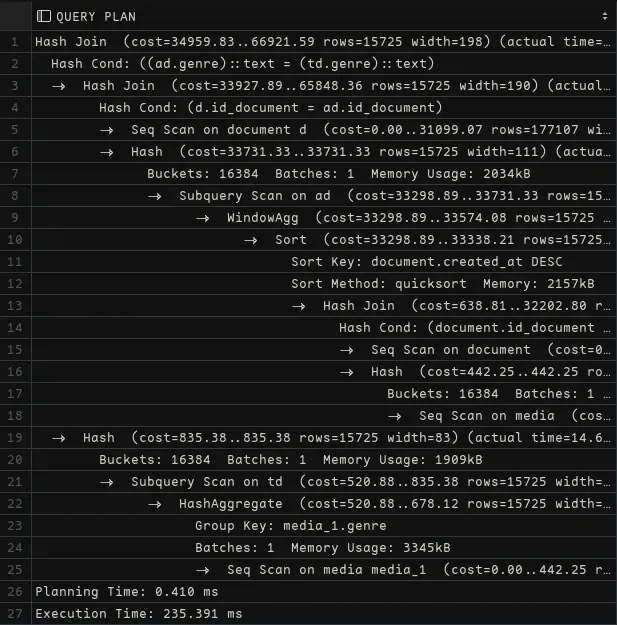 QUERY PLAN
1 Hash Join (cost=34959.83..66921.59 rows=15725 width=198) (actual time=…
2 Hash Cond: ((ad.genre)::text = (td.genre)::text)
3 → Hash Join (cost=33927.89..65848.36 rows=15725 width=190) (actual…
4 Hash Cond: (d.id_document = ad.id_document)
5 → Seq Scan on document d (cost=0.00..31099.07 rows=177107 wi…
6 → Hash (cost=33731.33..33731.33 rows=15725 width=111) (actua…
7 Buckets: 16384 Batches: 1 Memory Usage: 2034kB
8 → Subquery Scan on ad (cost=33298.89..33731.33 rows=15…
9 → WindowAgg (cost=33298.89..33574.08 rows=15725 …
10 → Sort (cost=33298.89..33338.21 rows=15725…
11 Sort Key: document.created_at DESC
12 Sort Method: quicksort Memory: 2157kB
13 → Hash Join (cost=638.81..32202.80 r…
14 Hash Cond: (document.id_document …
15 → Seq Scan on document (cost=0…
16 → Hash (cost=442.25..442.25 ro…
17 Buckets: 16384 Batches: 1 …
18 → Seq Scan on media (cos…
19 → Hash (cost=835.38..835.38 rows=15725 width=83) (actual time=14.6…
20 Buckets: 16384 Batches: 1 Memory Usage: 1909kB
21 → Subquery Scan on td (cost=520.88..835.38 rows=15725 width=…
22 → HashAggregate (cost=520.88..678.12 rows=15725 width=…
23 Group Key: media_1.genre
24 Batches: 1 Memory Usage: 3345kB
25 → Seq Scan on media media_1 (cost=0.00..442.25 r…
26 Planning Time: 0.410 ms
27 Execution Time: 235.391 ms